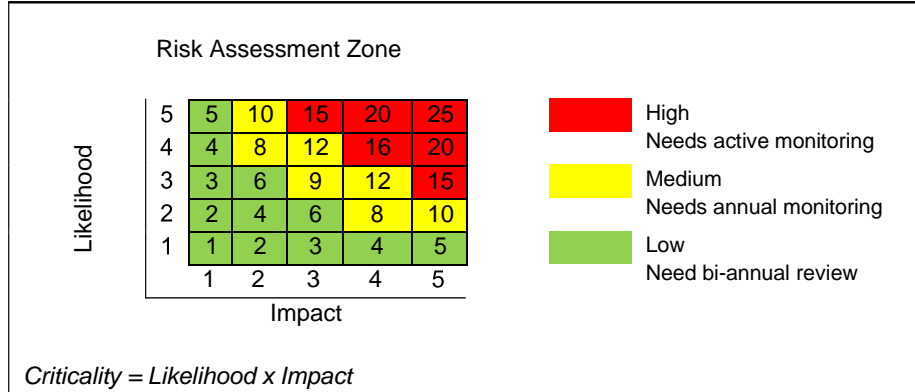 Risk Assessment Zone
Likelihood
5 5 10 15 20 25
4 4 8 12 16 20
3 3 6 9 12 15
2 2 4 6 8 10
1 1 2 3 4 5
1 2 3 4 5
Impact
High
Needs active monitoring
Medium
Needs annual monitoring
Low
Need bi-annual review
Criticality = Likelihood x Impact